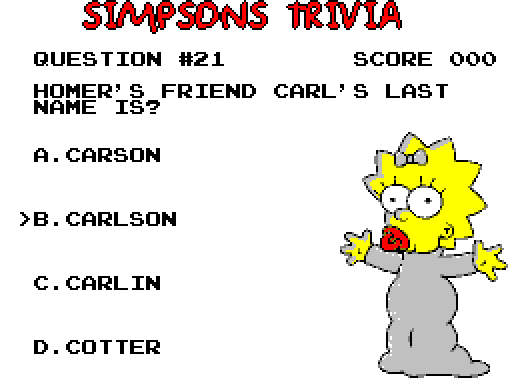 SIMPSONS TRIVIA
QUESTION #21 SCORE 000
HOMER'S FRIEND CARL'S LAST
NAME IS?
A.CARSON
>B.CARLSON
C.CARLIN
D.COTTER